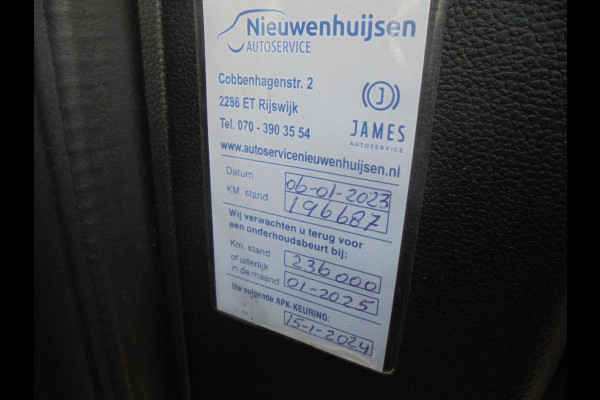 Nieuwenhuijsen
AUTOSERVICE
Cobbenhagenstr. 2
2288 ET Rijswijk
Tel. 070 - 390 35 54
J
JAMES
AUTOSERVICE
www.autoservicenieuwenhuijsen.nl
Datum 06-01-2023
KM. stand 196687
Wij verwachten u terug voor
een onderhoudsbeurt bij:
Km. stand 236000
of uiterlijk
in de maand 01-2025
Uw volgende APK-KEURING:
15-1-2024